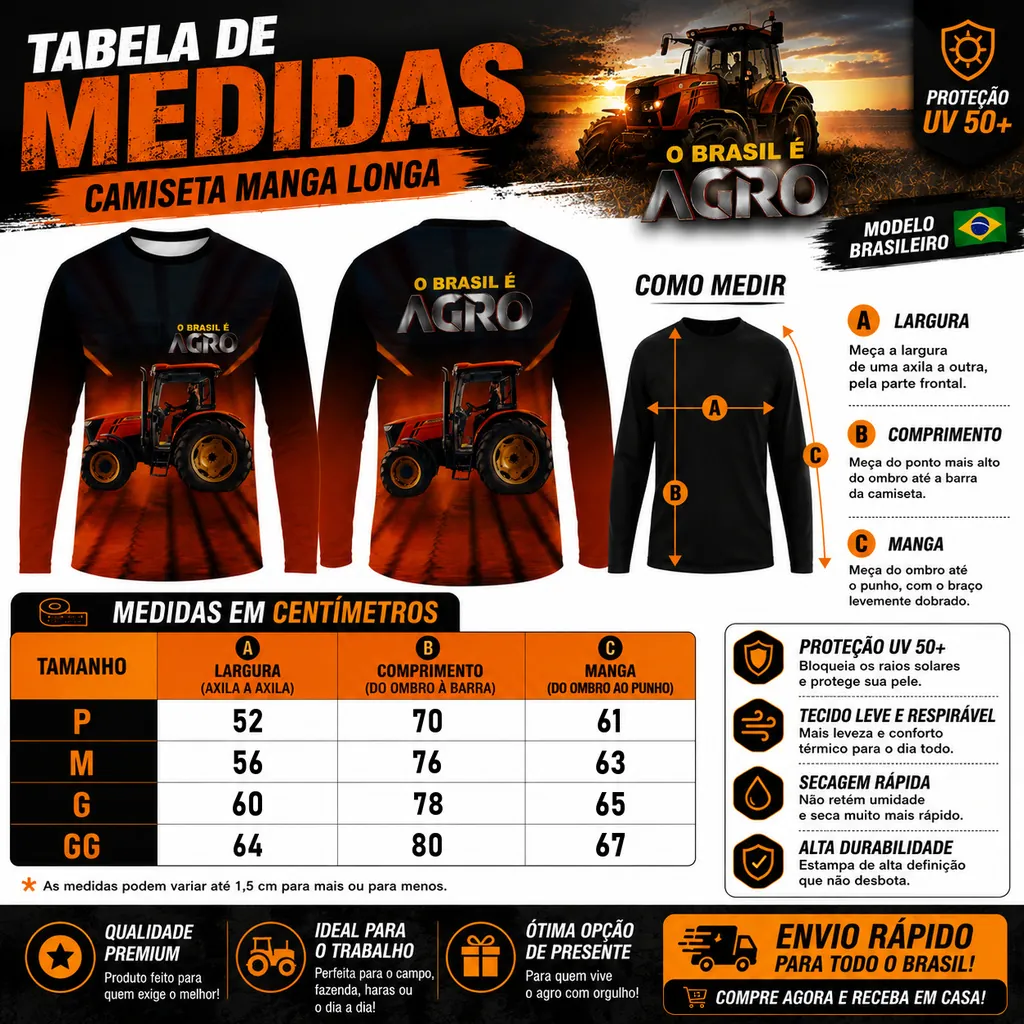 TABELA DE
MEDIDAS
CAMISETA MANGA LONGA
O BRASIL É
AGRO
PROTEÇÃO
UV 50+
MODELO
BRASILEIRO
O BRASIL É
AGRO
O BRASIL É
AGRO
COMO MEDIR
A
B
C
A LARGURA
Meça a largura
de uma axila a outra,
pela parte frontal.
B COMPRIMENTO
Meça do ponto mais alto
do ombro até a barra
da camiseta.
C MANGA
Meça do ombro até
o punho, com o braço
levemente dobrado.
MEDIDAS EM CENTÍMETROS
TAMANHO
A
LARGURA
(AXILA A AXILA)
B
COMPRIMENTO
(DO OMBRO À BARRA)
C
MANGA
(DO OMBRO AO PUNHO)
P 52 70 61
M 56 76 63
G 60 78 65
GG 64 80 67
* As medidas podem variar até 1,5 cm para mais ou para menos.
PROTEÇÃO UV 50+
Bloqueia os raios solares
e protege sua pele.
TECIDO LEVE E RESPIRÁVEL
Mais leveza e conforto
térmico para o dia todo.
SECAGEM RÁPIDA
Não retém umidade
e seca muito mais rápido.
ALTA DURABILIDADE
Estampa de alta definição
que não desbota.
QUALIDADE
PREMIUM
Produto feito para
quem exige o melhor!
IDEAL PARA
O TRABALHO
Perfeita para o campo,
fazenda, haras ou
o dia a dia!
ÓTIMA OPÇÃO
DE PRESENTE
Para quem vive
o agro com orgulho!
ENVIO RÁPIDO
PARA TODO O BRASIL!
COMPRE AGORA E RECEBA EM CASA!